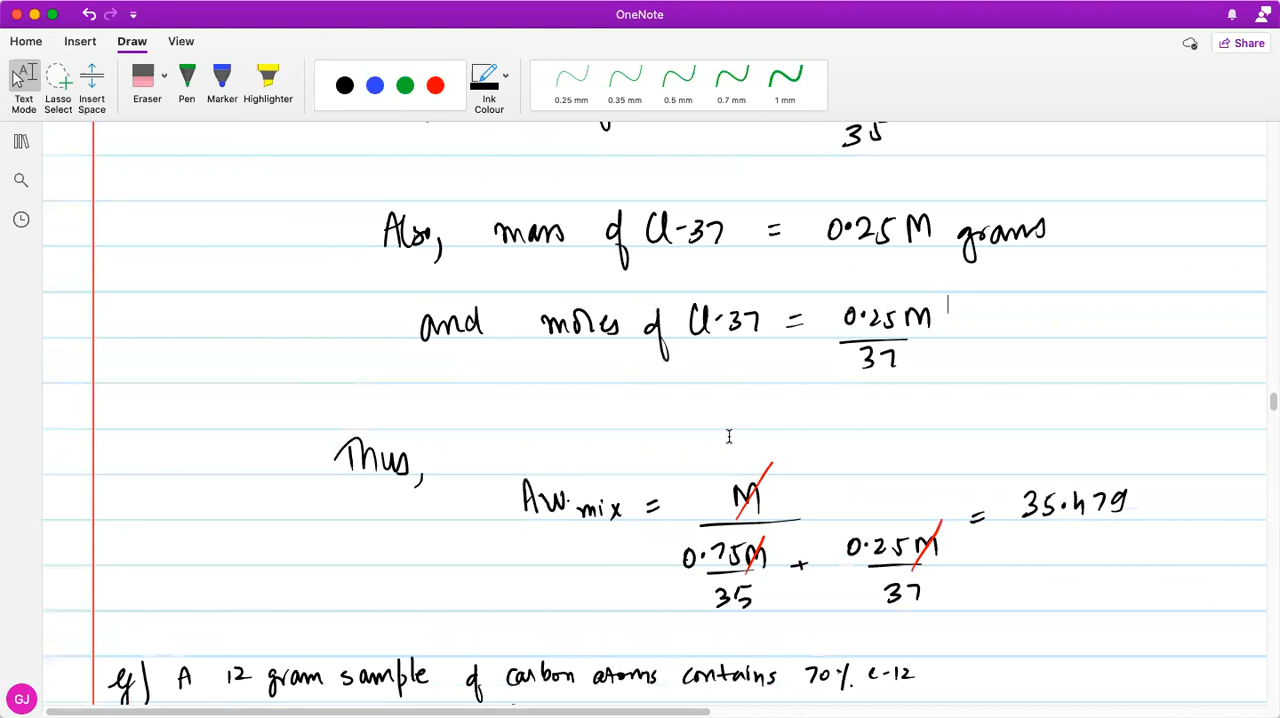 OneNote
Home Insert Draw View
Share
Text Mode
Lasso Select
Insert Space
Eraser
Pen
Marker
Highlighter
Ink Colour
0.25 mm
0.35 mm
0.5 mm
0.7 mm
1 mm
35
Also, mass of Cl-37 = 0.25 M grams
and moles of Cl-37 = 0.25 M / 37
Thus,
Aw. mix = M / (0.75M / 35 + 0.25M / 37) = 35.479
eg) A 12 gram sample of carbon atoms contains 70% C-12
GJ